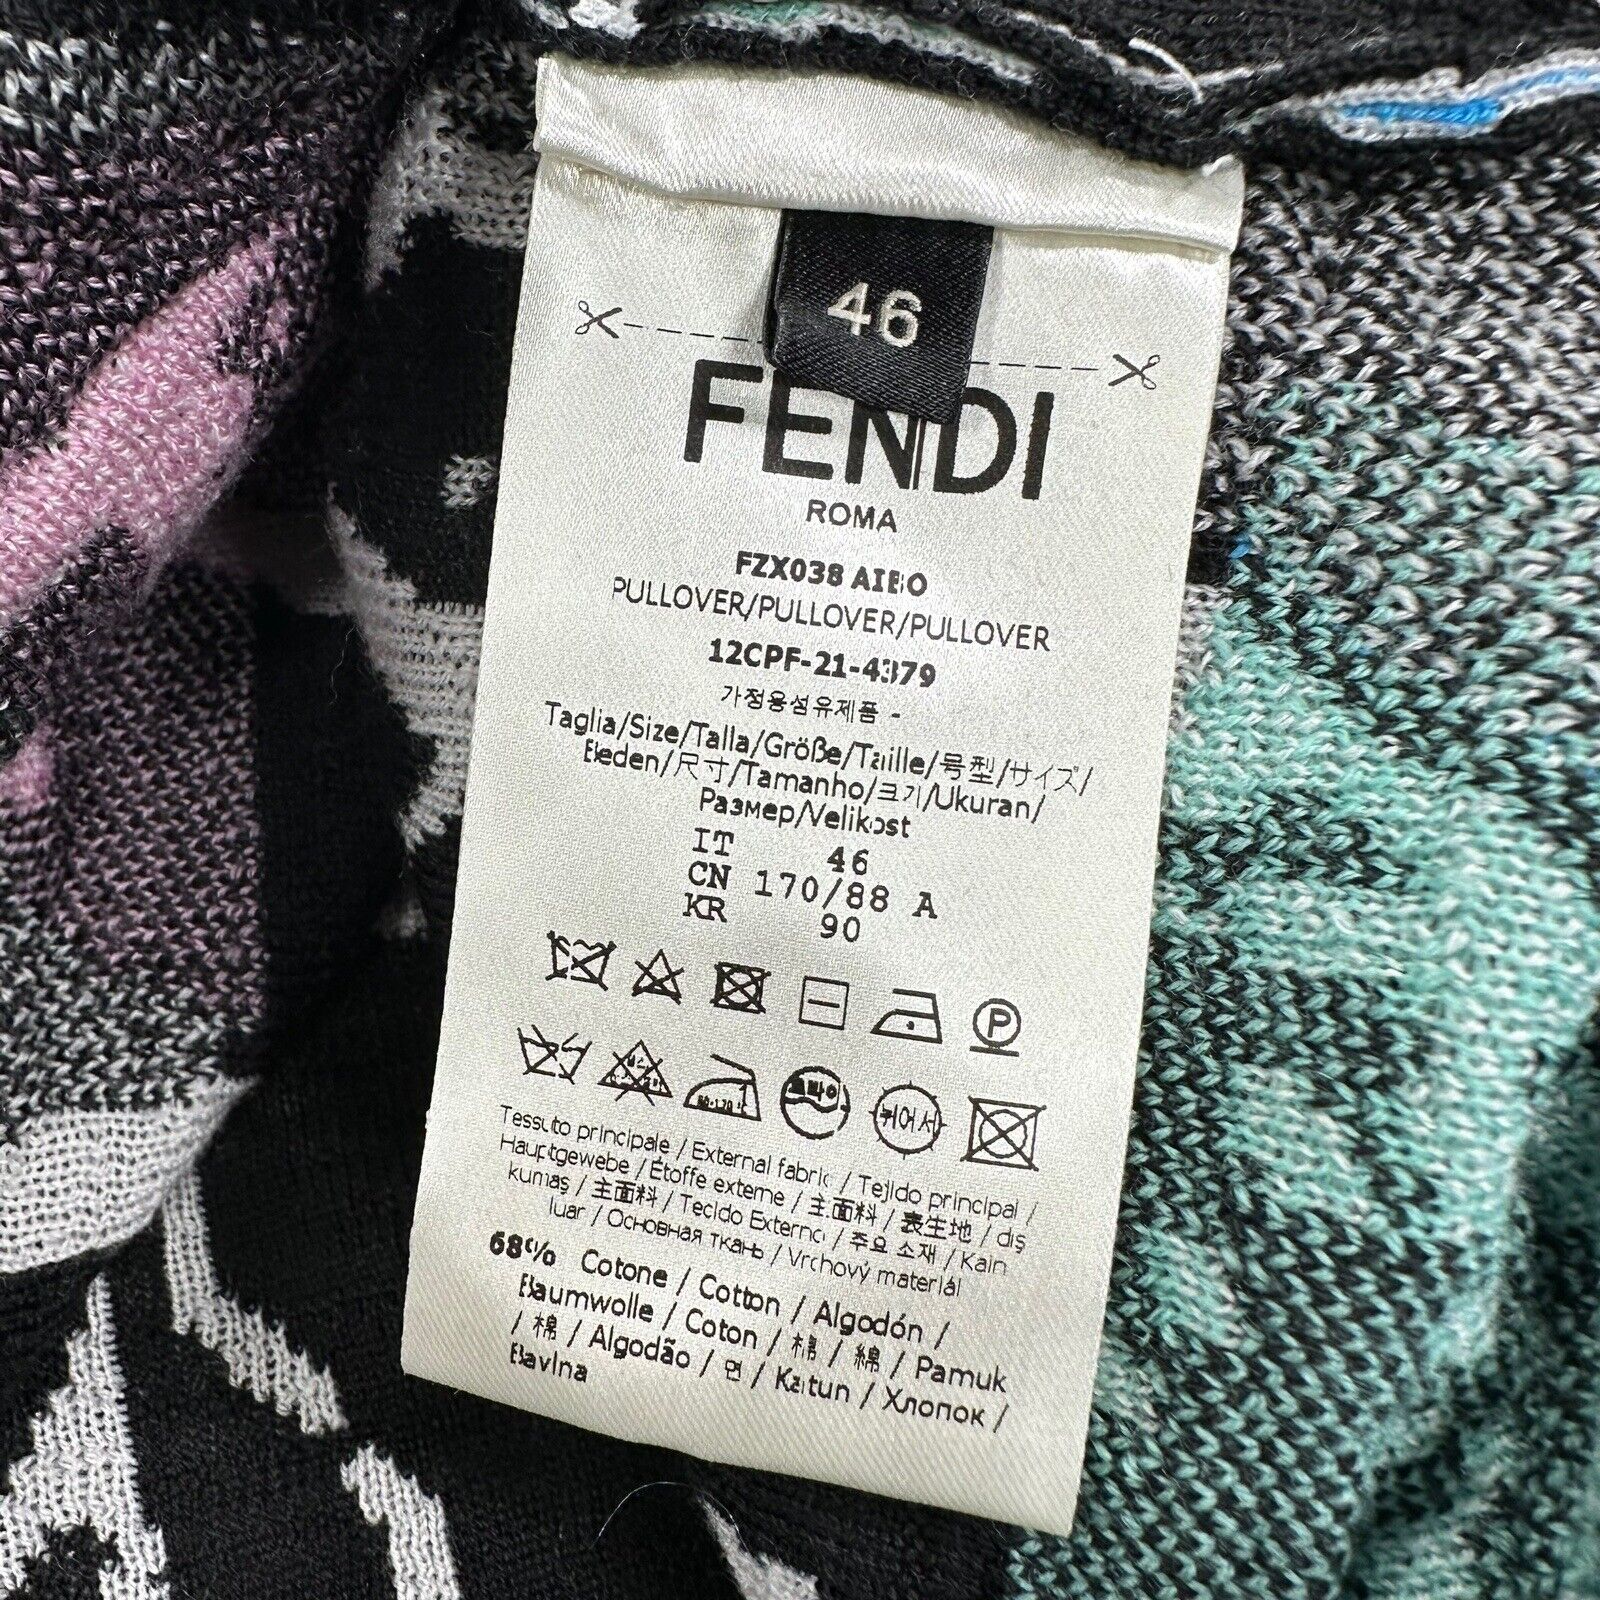 46
FENDI
ROMA
FZX038 AIBO
PULLOVER/PULLOVER/PULLOVER
12CPF-21-4379
가정용섬유제품 -
Taglia/Size/Talla/Größe/Taille/号型/サイズ/
Beden/尺寸/Tamanho/크기/Ukuran/
Размер/Velikost
IT 46
CN 170/88 A
KR 90
P
Tessuto principale / External fabric / Tejido principal /
Hauptgewebe / Étoffe externe / 主面料 / 表生地 / dış
kumaş / 主面料 / Tecido Externo / 주요 소재 / Kain
luar / Основная ткань / Vrchový materiál
68% Cotone / Cotton / Algodón /
Baumwolle / Coton / 棉 / 綿 / Pamuk
/ 棉 / Algodão / 면 / Katun / Хлопок /
Bavlna